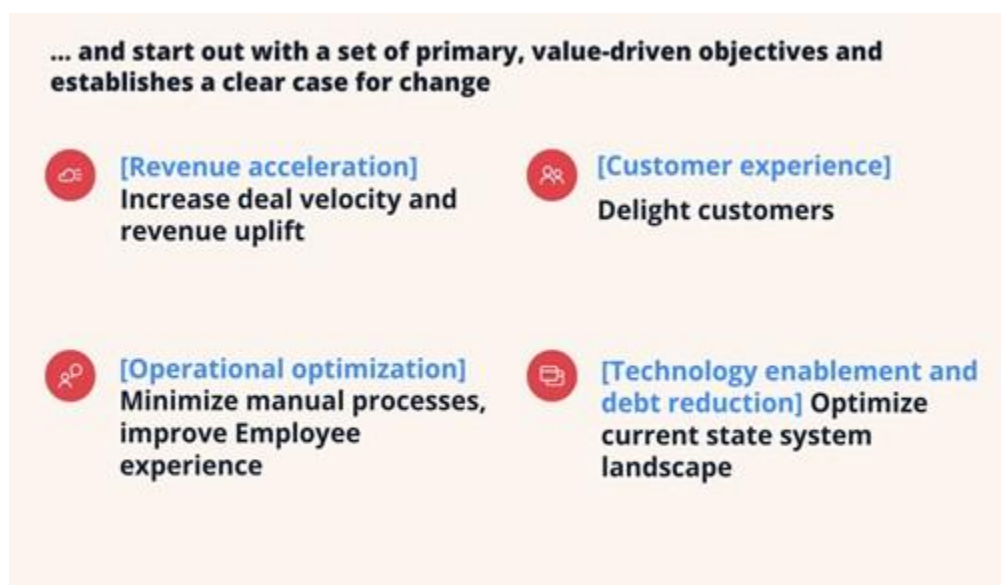 ... and start out with a set of primary, value-driven objectives and
establishes a clear case for change
[Revenue acceleration]
Increase deal velocity and
revenue uplift
[Customer experience]
Delight customers
[Operational optimization]
Minimize manual processes,
improve Employee
experience
[Technology enablement and
debt reduction] Optimize
current state system
landscape